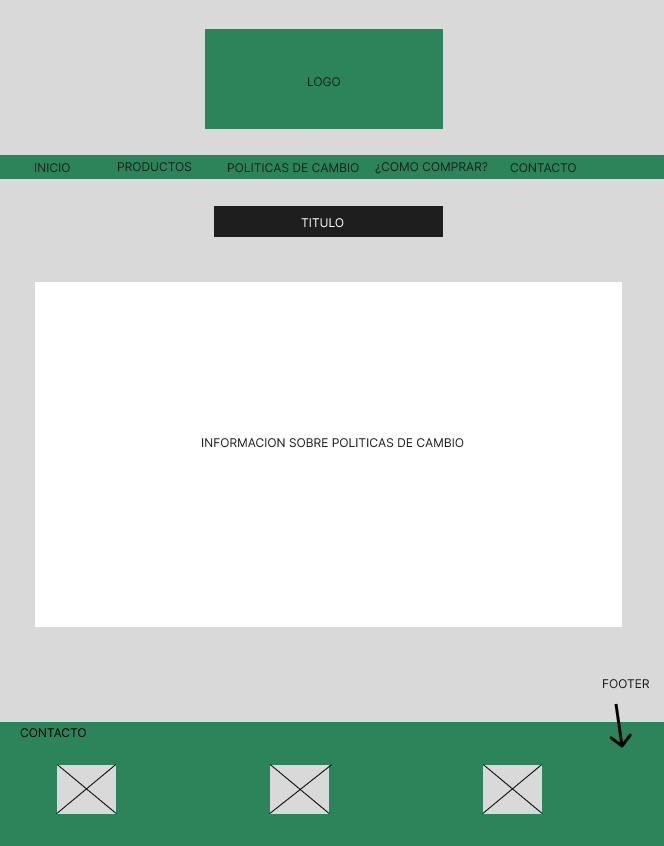 LOGO
INICIO PRODUCTOS POLITICAS DE CAMBIO ¿COMO COMPRAR? CONTACTO
TITULO
INFORMACION SOBRE POLITICAS DE CAMBIO
FOOTER
CONTACTO